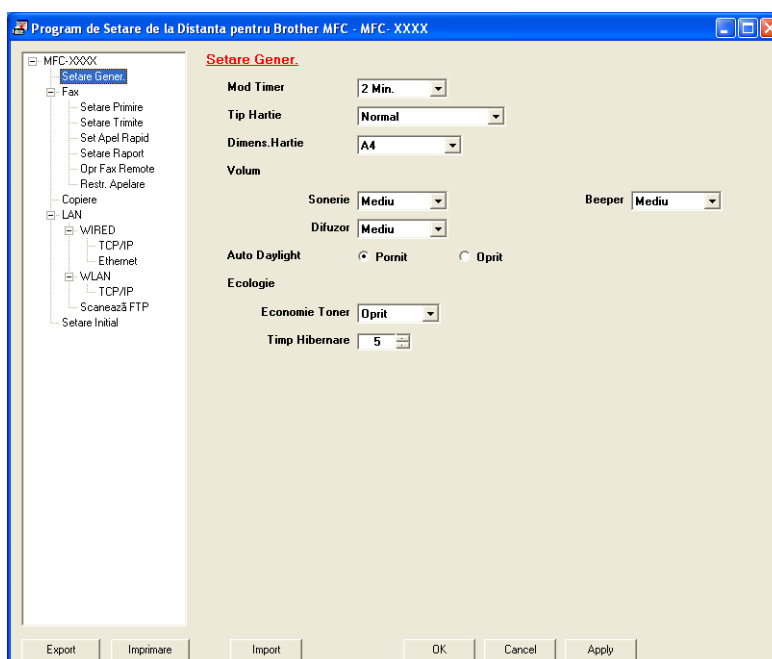 Program de Setare de la Distanta pentru Brother MFC - MFC- XXXX
MFC-XXXX
Setare Gener.
Fax
Setare Primire
Setare Trimite
Set Apel Rapid
Setare Raport
Opr Fax Remote
Restr. Apelare
Copiere
LAN
WIRED
TCP/IP
Ethernet
WLAN
TCP/IP
Scanează FTP
Setare Initial
Setare Gener.
Mod Timer 2 Min.
Tip Hartie Normal
Dimens.Hartie A4
Volum
Sonerie Mediu Beeper Mediu
Difuzor Mediu
Auto Daylight Pornit Oprit
Ecologie
Economie Toner Oprit
Timp Hibernare 5
Export Imprimare Import OK Cancel Apply